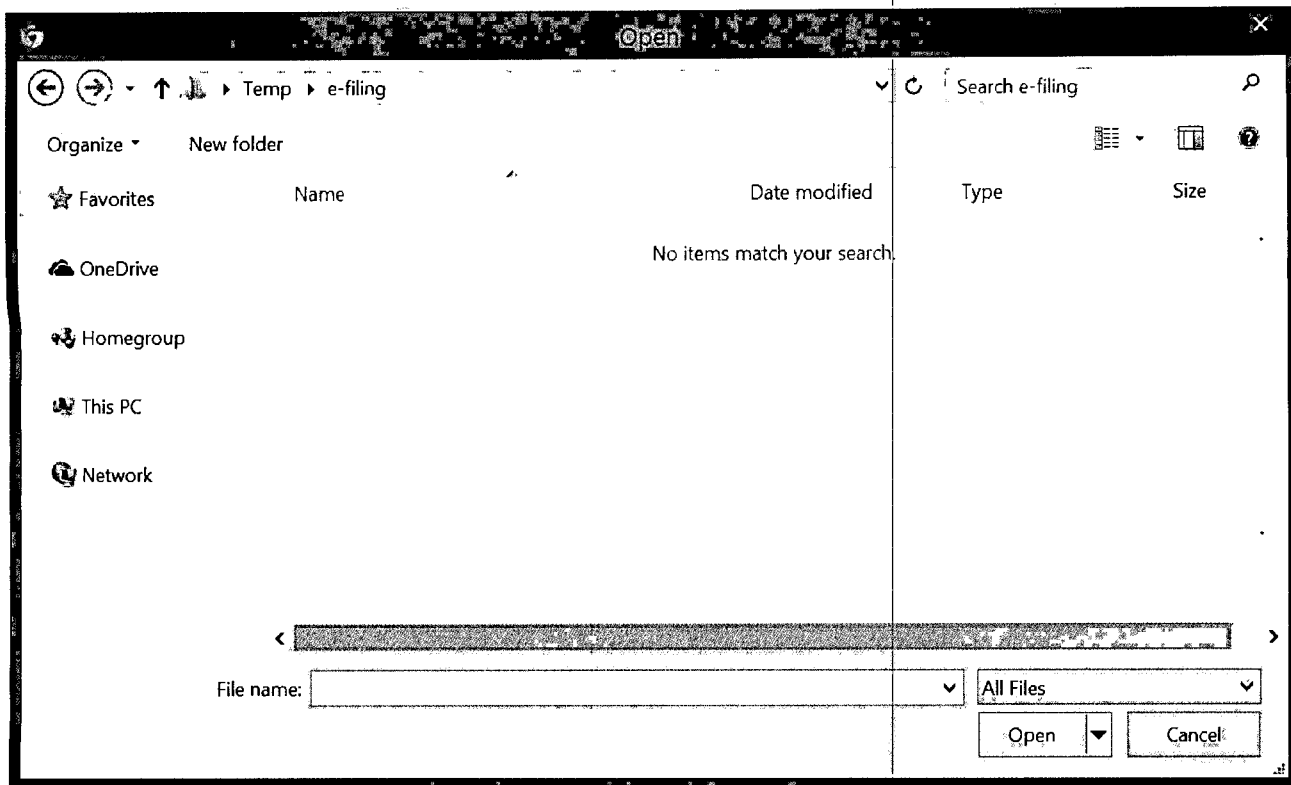 Open
Temp e-filing
Search e-filing
Organize New folder
Favorites
Name Date modified Type Size
No items match your search.
OneDrive
Homegroup
This PC
Network
File name:
All Files
Open Cancel